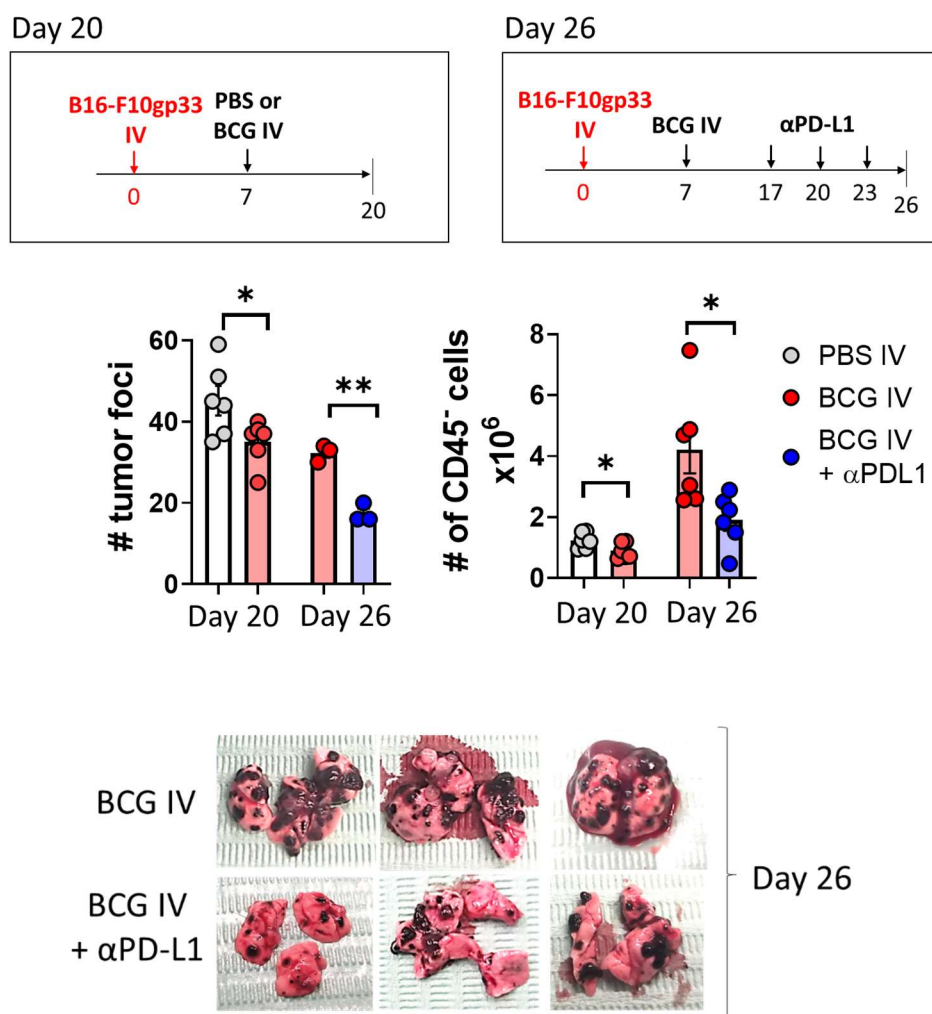 Day 20
B16-F10gp33
IV
PBS or
BCG IV
0
7
20
Day 26
B16-F10gp33
IV
BCG IV
αPD-L1
0
7
17
20
23
26
# tumor foci
60
40
20
0
*
**
Day 20
Day 26
# of CD45⁻ cells
x10⁶
8
6
4
2
0
*
*
Day 20
Day 26
PBS IV
BCG IV
BCG IV
+ αPDL1
BCG IV
BCG IV
+ αPD-L1
Day 26